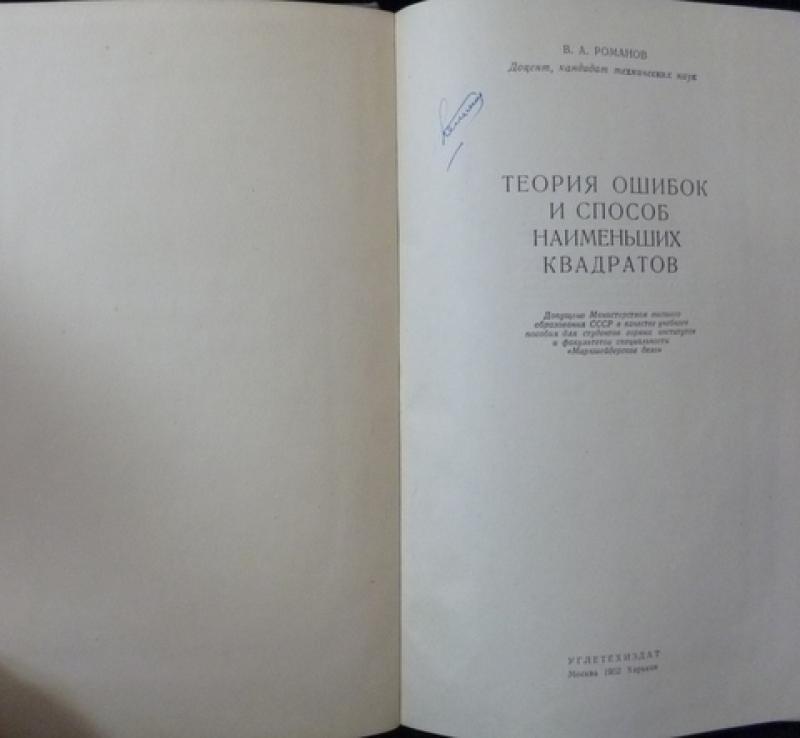 В. А. РОМАНОВ
Доцент, кандидат технических наук
ТЕОРИЯ ОШИБОК
И СПОСОБ
НАИМЕНЬШИХ
КВАДРАТОВ
Допущено Министерством высшего
образования СССР в качестве учебного
пособия для студентов горных институтов
и факультетов специальности
«Маркшейдерское дело»
УГЛЕТЕХИЗДАТ
Москва 1952 Харьков